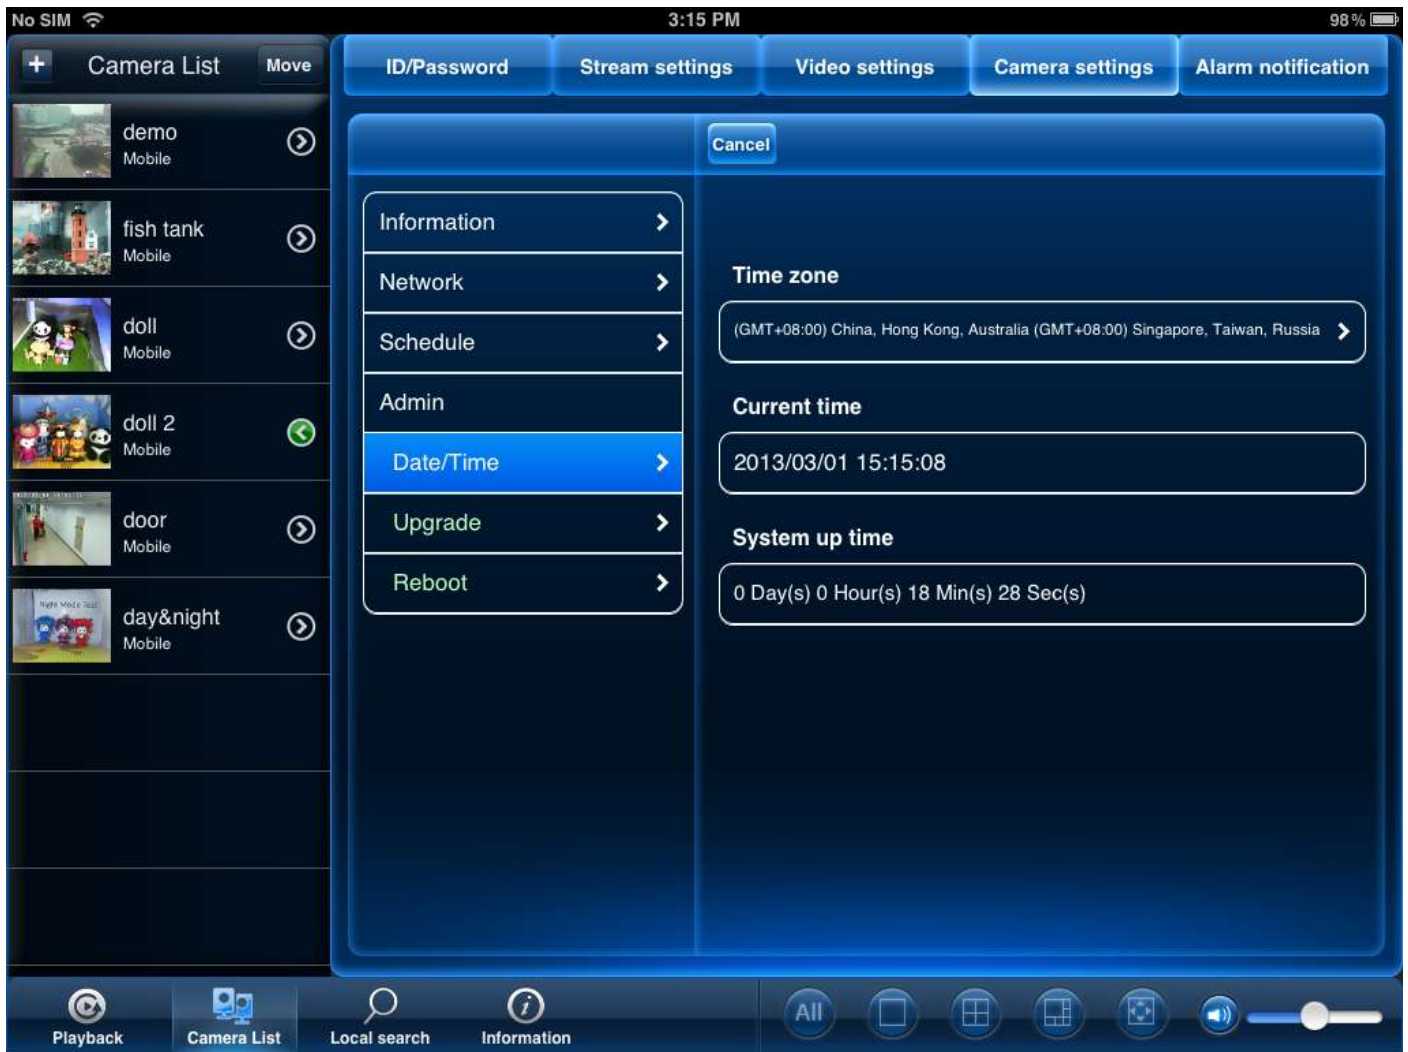 No SIM
3:15 PM
98%
+
Camera List
Move
ID/Password
Stream settings
Video settings
Camera settings
Alarm notification
demo
Mobile
fish tank
Mobile
doll
Mobile
doll 2
Mobile
door
Mobile
Night Mode Test
day&night
Mobile
Cancel
Information
Network
Schedule
Admin
Date/Time
Upgrade
Reboot
Time zone
(GMT+08:00) China, Hong Kong, Australia (GMT+08:00) Singapore, Taiwan, Russia
Current time
2013/03/01 15:15:08
System up time
0 Day(s) 0 Hour(s) 18 Min(s) 28 Sec(s)
Playback
Camera List
Local search
Information
All